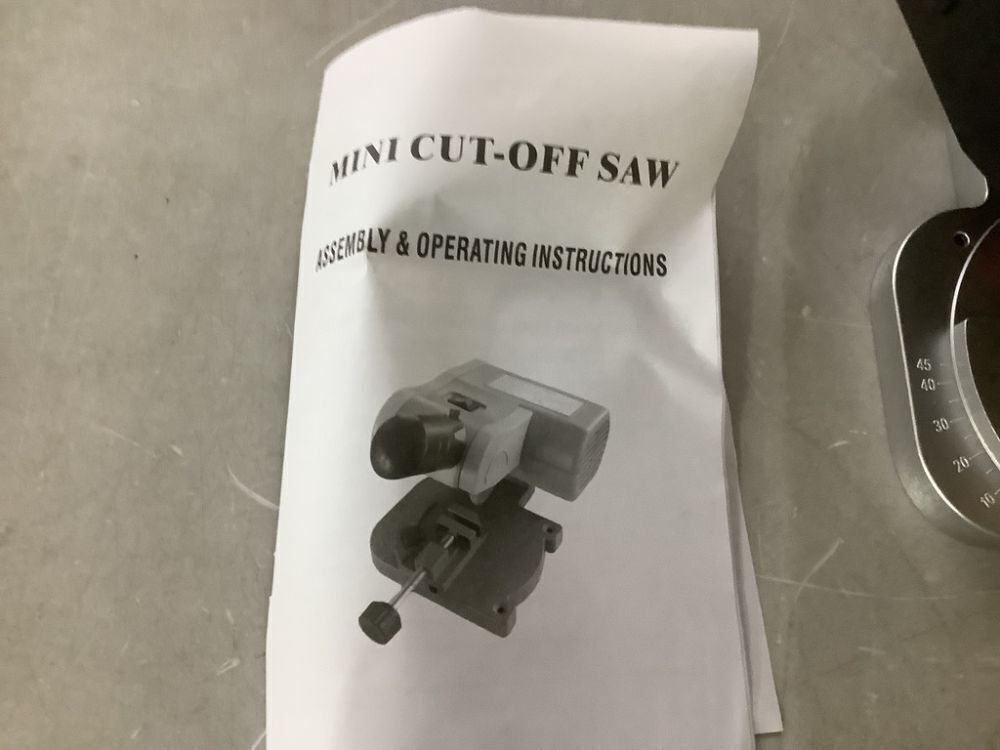 MINI CUT-OFF SAW
ASSEMBLY & OPERATING INSTRUCTIONS
45
40
30
20
10